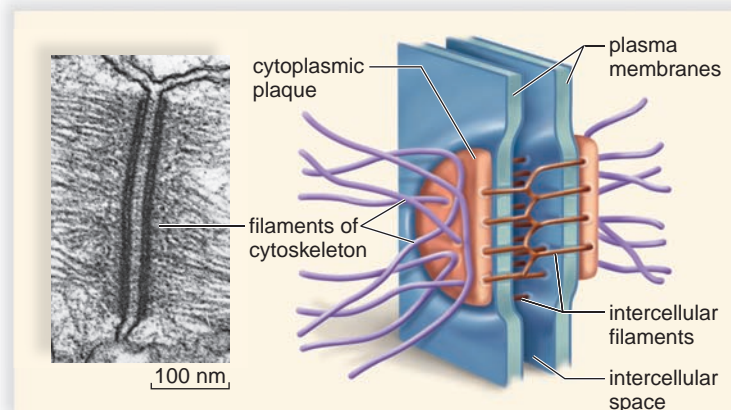 cytoplasmic
plaque
plasma
membranes
filaments of
cytoskeleton
intercellular
filaments
100 nm
intercellular
space